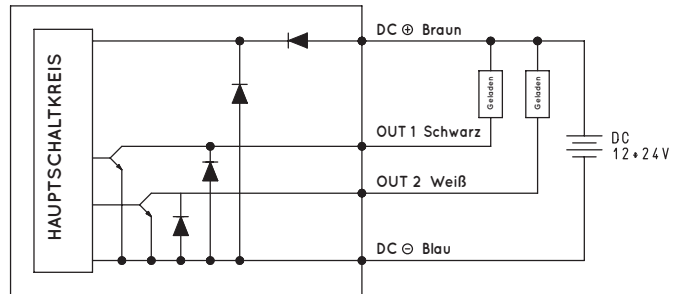 HAUPTSCHALTKREIS
DC ⊕ Braun
Geladen
Geladen
OUT 1 Schwarz
DC
12÷24V
OUT 2 Weiß
DC ⊖ Blau